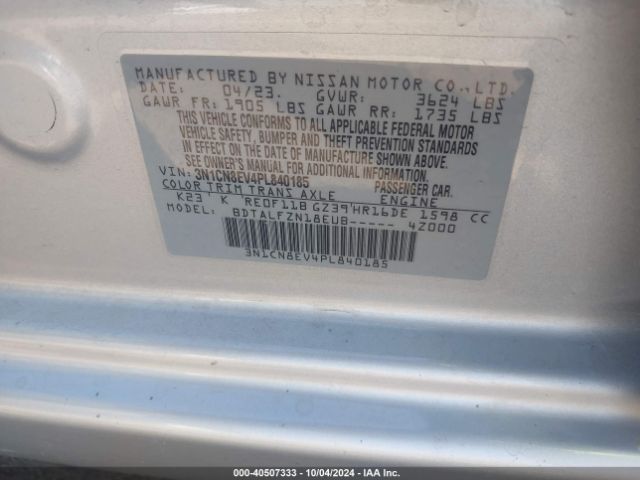 MANUFACTURED BY NISSAN MOTOR CO., LTD.
DATE: 04/23. GVWR: 3624 LBS
GAWR FR: 1905 LBS GAWR RR: 1735 LBS
THIS VEHICLE CONFORMS TO ALL APPLICABLE FEDERAL MOTOR
VEHICLE SAFETY, BUMPER AND THEFT PREVENTION STANDARDS
IN EFFECT ON THE DATE OF MANUFACTURE SHOWN ABOVE.
SEE OWNER'S MANUAL FOR ADDITIONAL INFORMATION.
VIN: 3N1CN8EV4PL840185 PASSENGER CAR.
COLOR TRIM TRANS AXLE ENGINE
K23 K RE0F11B GZ39 HR16DE 1598 CC
MODEL: BDTALFZN18EUB----- 4Z000
3N1CN8EV4PL840185
000-40507333 - 10/04/2024 - IAA Inc.